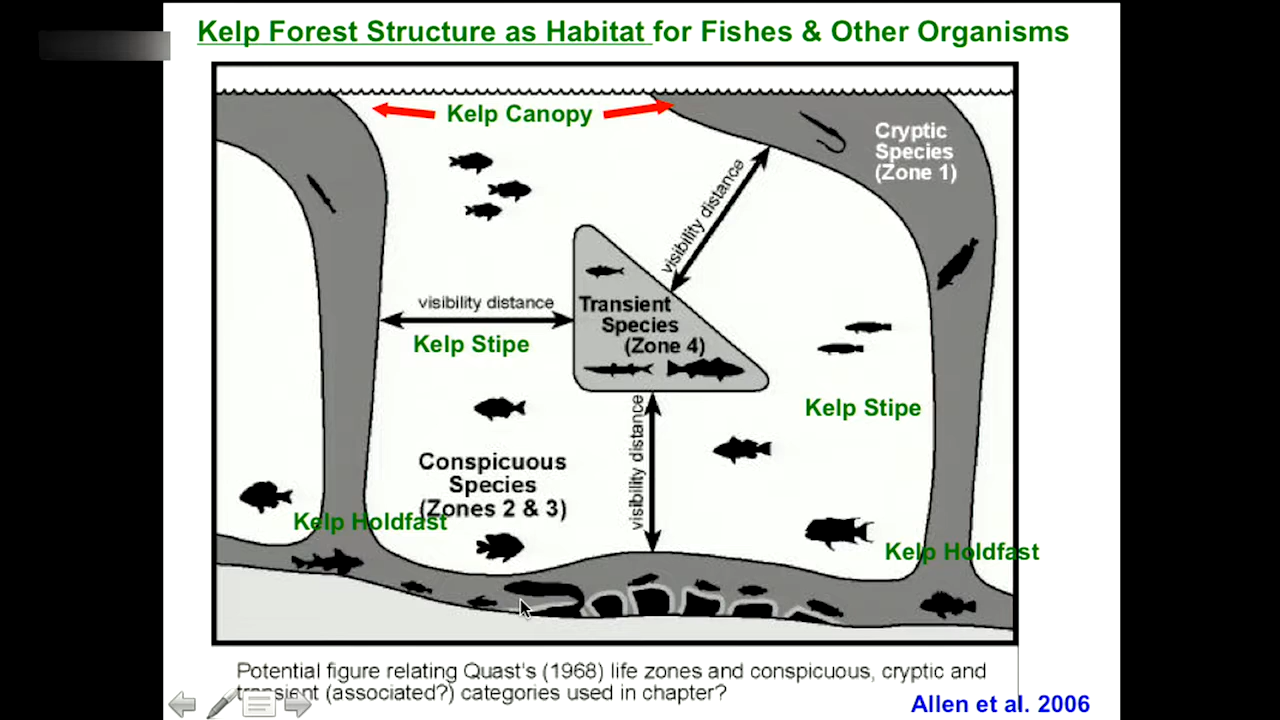 Kelp Forest Structure as Habitat for Fishes & Other Organisms
Kelp Canopy
Cryptic
Species
(Zone 1)
visibility distance
visibility distance
Transient
Species
(Zone 4)
Kelp Stipe
Kelp Stipe
visibility distance
Conspicuous
Species
(Zones 2 & 3)
Kelp Holdfast
Kelp Holdfast
Potential figure relating Quast's (1968) life zones and conspicuous, cryptic and
transient (associated?) categories used in chapter?
Allen et al. 2006